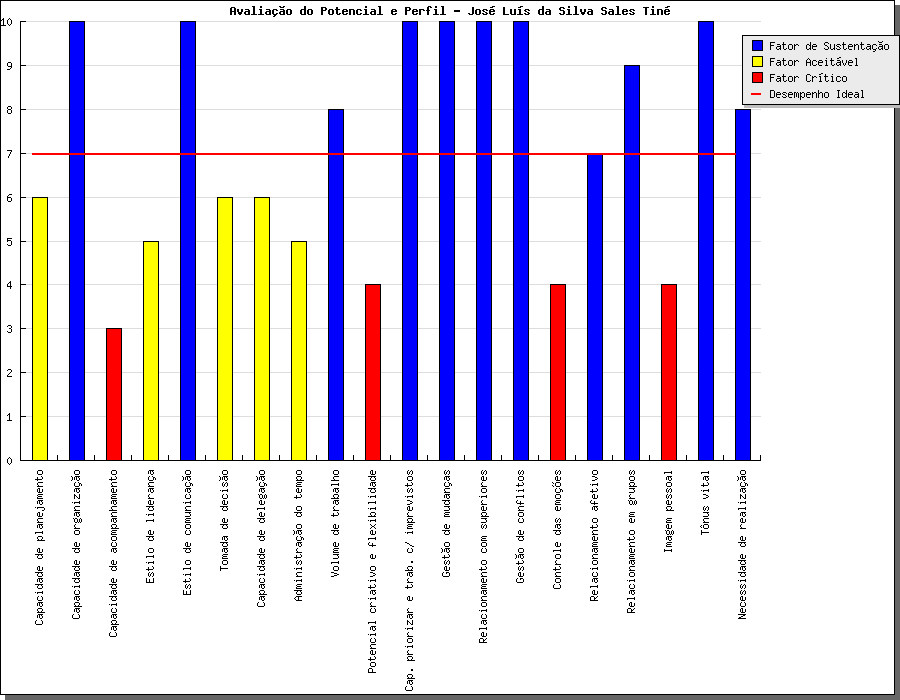 Avaliação do Potencial e Perfil - José Luís da Silva Sales Tiné
10
9
8
7
6
5
4
3
2
1
0
Fator de Sustentação
Fator Aceitável
Fator Crítico
Desempenho Ideal
Capacidade de planejamento
Capacidade de organização
Capacidade de acompanhamento
Estilo de liderança
Estilo de comunicação
Tomada de decisão
Capacidade de delegação
Administração do tempo
Volume de trabalho
Potencial criativo e flexibilidade
Cap. priorizar e trab. c/ imprevistos
Gestão de mudanças
Relacionamento com superiores
Gestão de conflitos
Controle das emoções
Relacionamento afetivo
Relacionamento em grupos
Imagem pessoal
Tônus vital
Necessidade de realização